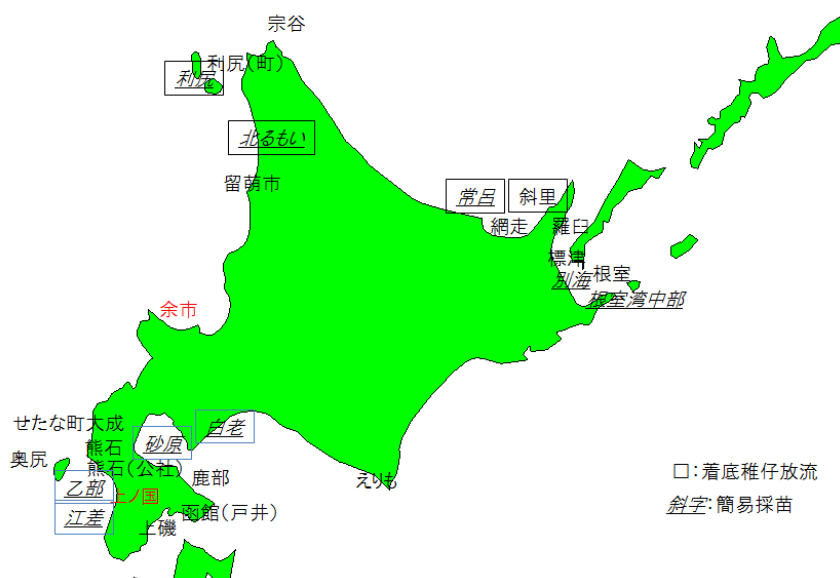 宗谷
利尻(町)
利尻
北るもい
留萌市
常呂
斜里
網走
羅臼
標津
別海
根室
根室湾中部
余市
せたな町大成
白老
砂原
熊石
奥尻
熊石(公社)
鹿部
えりも
乙部
上ノ国
函館(戸井)
江差
上磯
□:着底稚仔放流
斜字:簡易採苗